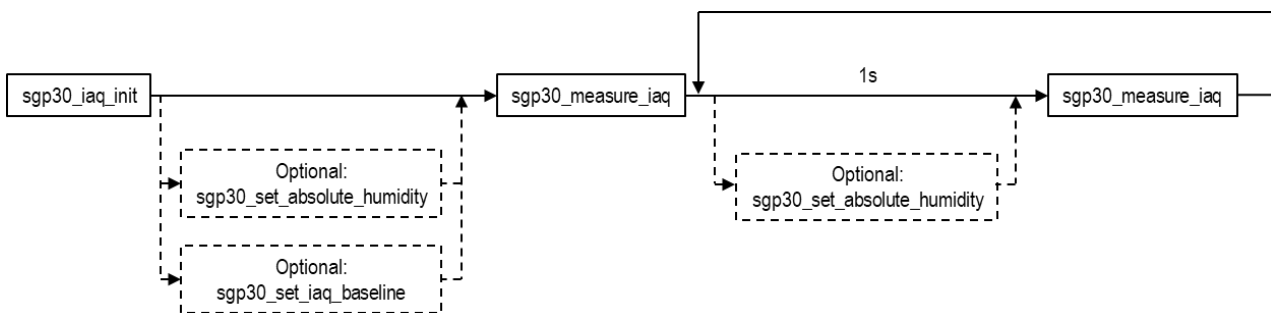 1s
sgp30_iaq_init
sgp30_measure_iaq
sgp30_measure_iaq
Optional:
sgp30_set_absolute_humidity
Optional:
sgp30_set_absolute_humidity
Optional:
sgp30_set_iaq_baseline